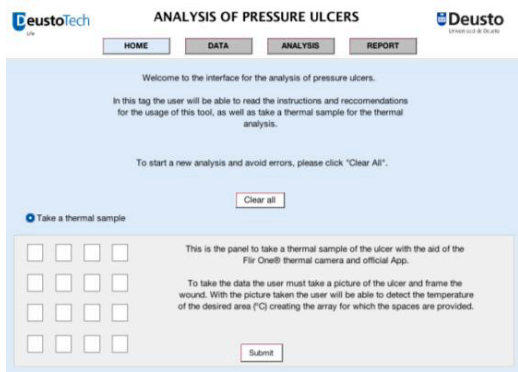 DeustoTech
Life
ANALYSIS OF PRESSURE ULCERS
Deusto
HOME DATA ANALYSIS REPORT
Welcome to the interface for the analysis of pressure ulcers.
In this tag the user will be able to read the instructions and reccomendations
for the usage of this tool, as well as take a thermal sample for the thermal
analysis.
To start a new analysis and avoid errors, please click "Clear All".
Clear all
Take a thermal sample
This is the panel to take a thermal sample of the ulcer with the aid of the
Flir One® thermal camera and official App.
To take the data the user must take a picture of the ulcer and frame the
wound. With the picture taken the user will be able to detect the temperature
of the desired area (°C) creating the array for which the spaces are provided.
Submit